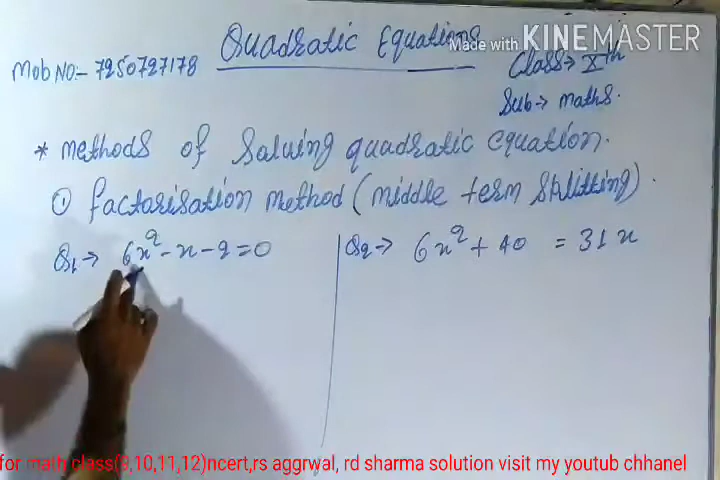 Quadratic Equations
Made with KINEMASTER
Mob NO:- 7250727178
Class→ Xth
Sub→ maths.
* methods of Salving quadratic equation.
① factorisation method (middle term Splitting).
Q1→ 6x²-x-2=0
Q2→ 6x²+40 = 31x
for math class(9,10,11,12)ncert,rs aggrwal, rd sharma solution visit my youtub chhanel